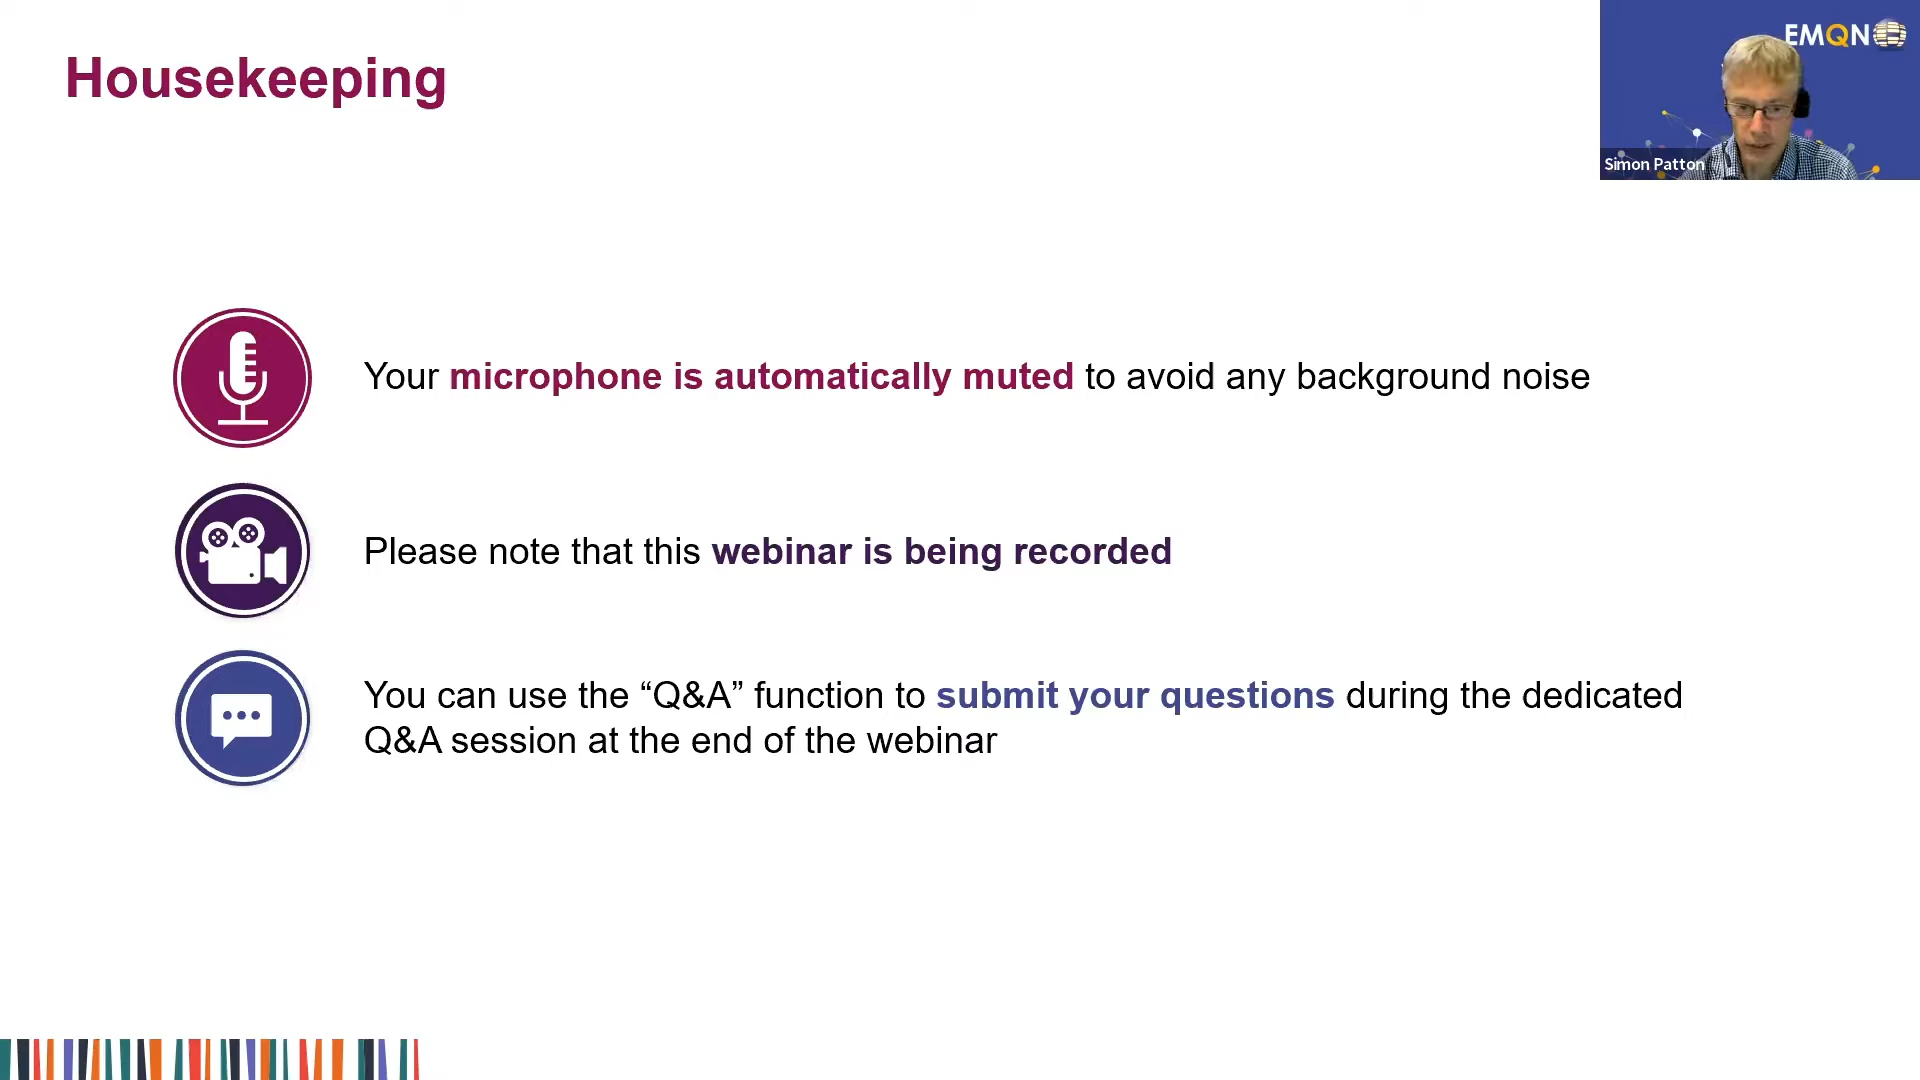 Housekeeping
EMQN
Simon Patton
Your microphone is automatically muted to avoid any background noise
Please note that this webinar is being recorded
You can use the “Q&A” function to submit your questions during the dedicated
Q&A session at the end of the webinar